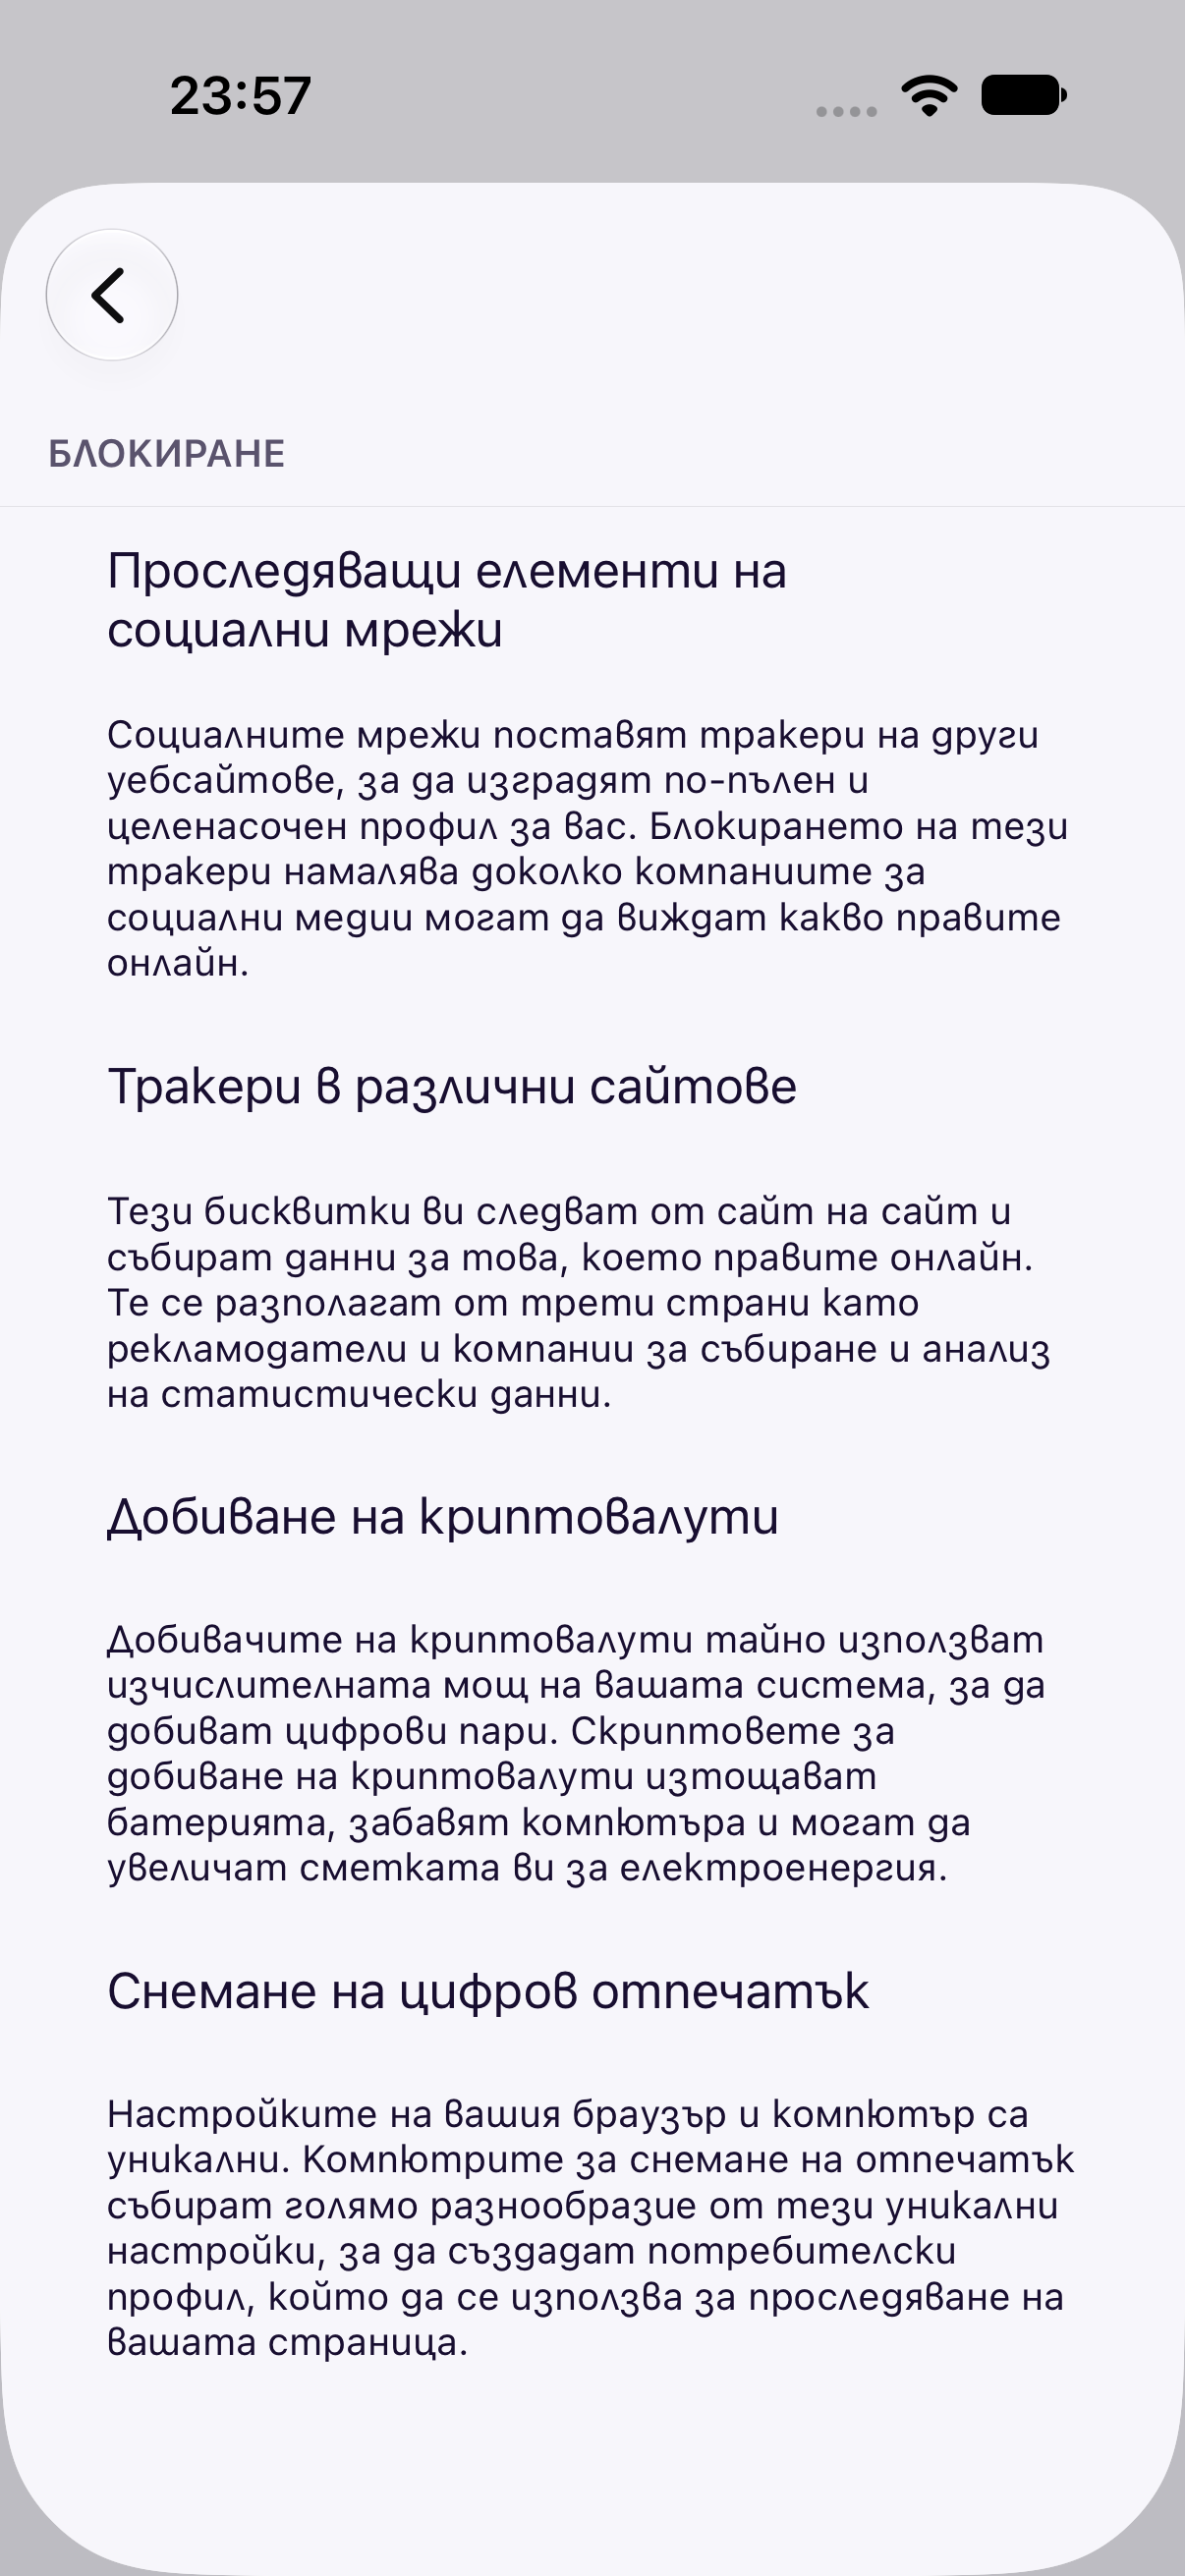 23:57
БЛОКИРАНЕ
Проследяващи елементи на
социални мрежи
Социалните мрежи поставят тракери на други
уебсайтове, за да изградят по-пълен и
целенасочен профил за вас. Блокирането на тези
тракери намалява доколко компаниите за
социални медии могат да виждат какво правите
онлайн.
Тракери в различни сайтове
Тези бисквитки ви следват от сайт на сайт и
събират данни за това, което правите онлайн.
Те се разполагат от трети страни като
рекламодатели и компании за събиране и анализ
на статистически данни.
Добиване на криптовалути
Добивачите на криптовалути тайно използват
изчислителната мощ на вашата система, за да
добиват цифрови пари. Скриптовете за
добиване на криптовалути изтощават
батерията, забавят компютъра и могат да
увеличат сметката ви за електроенергия.
Снемане на цифров отпечатък
Настройките на вашия браузър и компютър са
уникални. Компютрите за снемане на отпечатък
събират голямо разнообразие от тези уникални
настройки, за да създадат потребителски
профил, който да се използва за проследяване на
вашата страница.